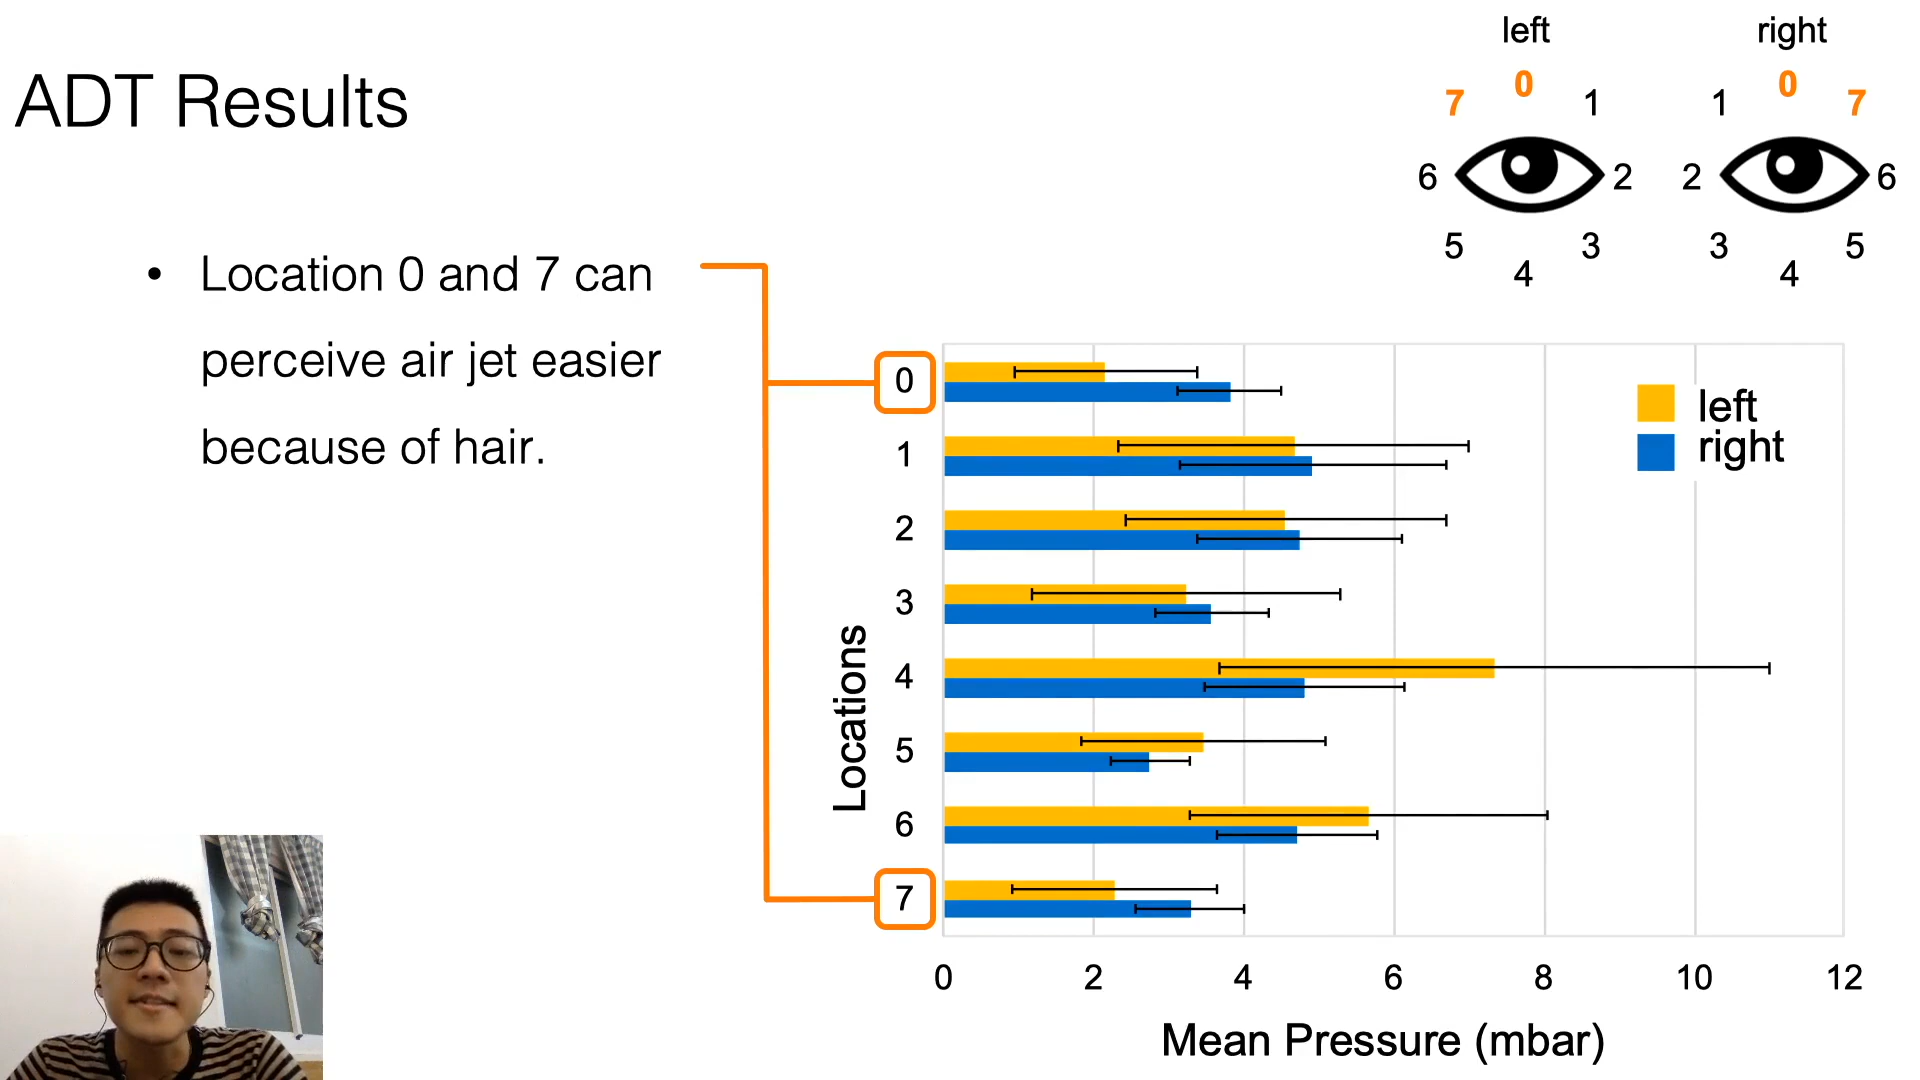 ADT Results
• Location 0 and 7 can
perceive air jet easier
because of hair.
left
right
7 0 1
1 0 7
6 2
2 6
5 4 3
3 4 5
Locations
0
1
2
3
4
5
6
7
left
right
0 2 4 6 8 10 12
Mean Pressure (mbar)